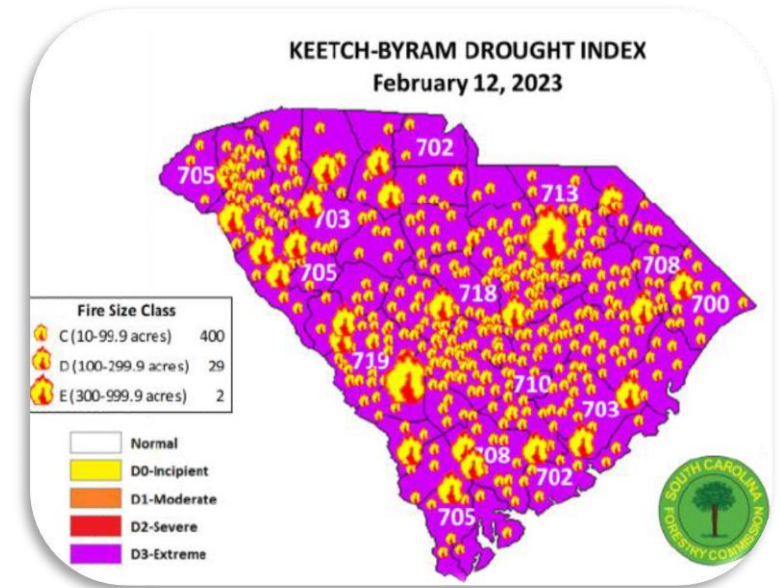 KEETCH-BYRAM DROUGHT INDEX
February 12, 2023
702
705
713
703
708
705
718
700
719
710
703
708
702
705
Fire Size Class
C (10-99.9 acres) 400
D (100-299.9 acres) 29
E (300-999.9 acres) 2
Normal
D0-Incipient
D1-Moderate
D2-Severe
D3-Extreme
SOUTH CAROLINA
FORESTRY COMMISSION